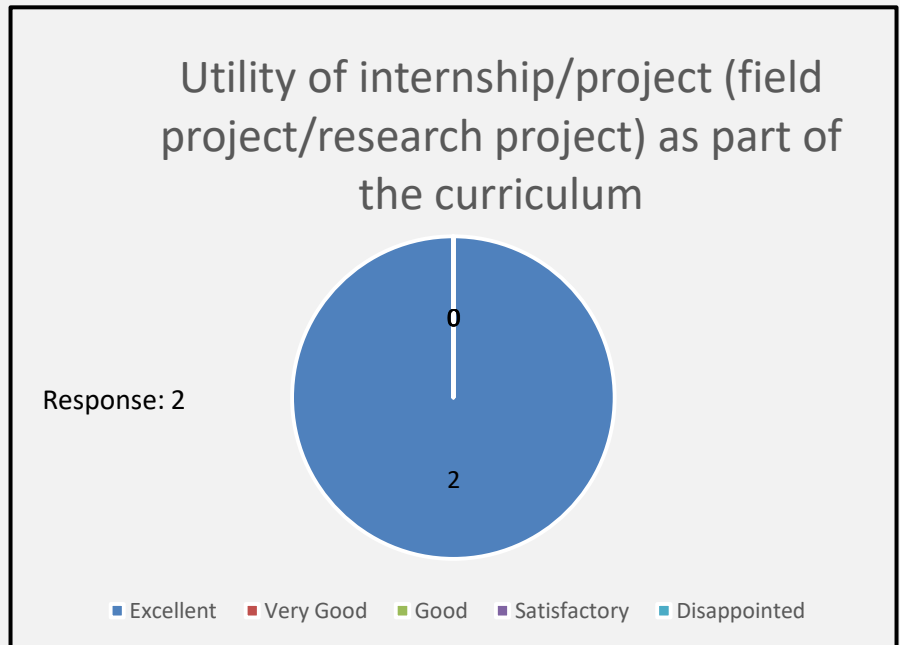 Utility of internship/project (field
project/research project) as part of
the curriculum
0
Response: 2
2
Excellent Very Good Good Satisfactory Disappointed